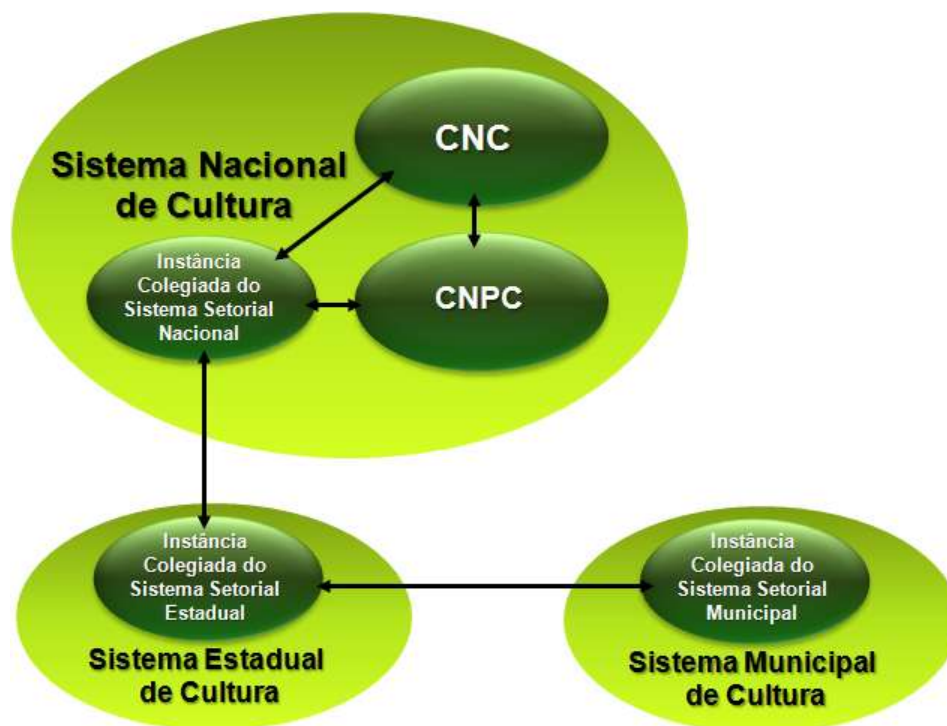 CNC
Sistema Nacional
de Cultura
Instância
Colegiada do
Sistema Setorial
Nacional
CNPC
Instância
Colegiada do
Sistema Setorial
Estadual
Sistema Estadual
de Cultura
Instância
Colegiada do
Sistema Setorial
Municipal
Sistema Municipal
de Cultura